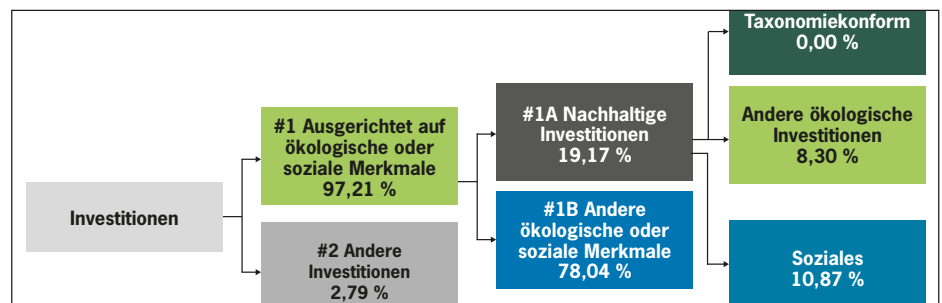 Investitionen
#1 Ausgerichtet auf
ökologische oder
soziale Merkmale
97,21 %
#2 Andere
Investitionen
2,79 %
#1A Nachhaltige
Investitionen
19,17 %
#1B Andere
ökologische oder
soziale Merkmale
78,04 %
Taxonomiekonform
0,00 %
Andere ökologische
Investitionen
8,30 %
Soziales
10,87 %